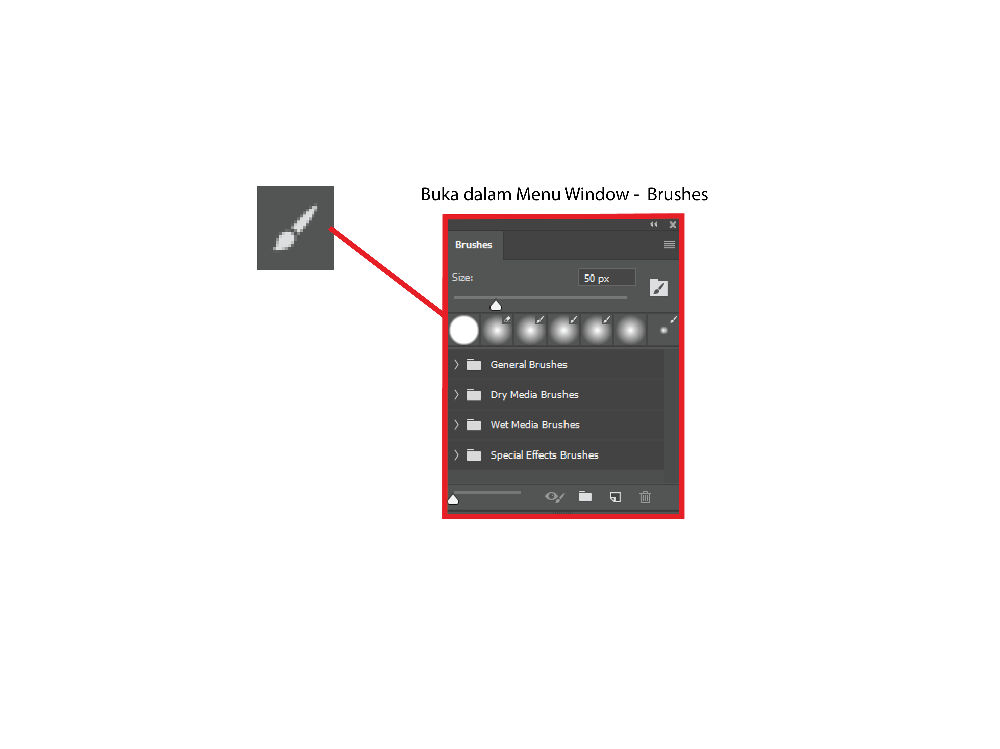 Buka dalam Menu Window -  Brushes
Brushes
Size:
50 px
General Brushes
Dry Media Brushes
Wet Media Brushes
Special Effects Brushes